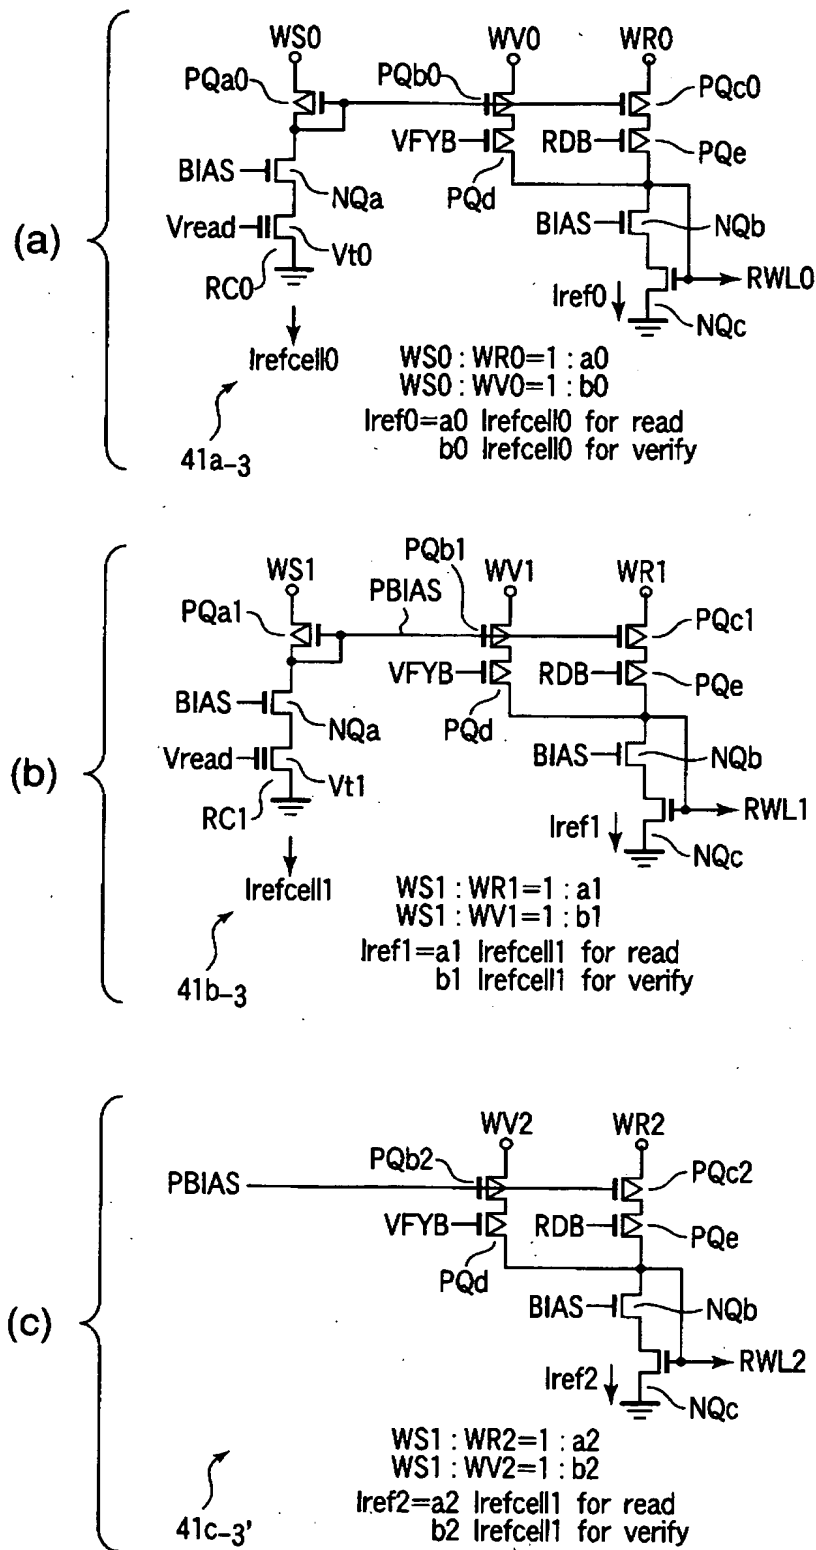 (a)
WS0
WV0
WR0
PQa0
PQb0
PQc0
VFYB
RDB
PQe
BIAS
NQa
PQd
Vread
Vt0
BIAS
NQb
RC0
Iref0
RWL0
NQc
Irefcell0
WS0 : WR0=1 : a0
WS0 : WV0=1 : b0
Iref0=a0 Irefcell0 for read
b0 Irefcell0 for verify
41a-3
(b)
PQb1
WS1
PBIAS
WV1
WR1
PQa1
PQc1
VFYB
RDB
PQe
BIAS
NQa
PQd
Vread
Vt1
BIAS
NQb
RC1
Iref1
RWL1
NQc
Irefcell1
WS1 : WR1=1 : a1
WS1 : WV1=1 : b1
Iref1=a1 Irefcell1 for read
b1 Irefcell1 for verify
41b-3
(c)
WV2
WR2
PQb2
PQc2
PBIAS
VFYB
RDB
PQe
PQd
BIAS
NQb
Iref2
RWL2
NQc
WS1 : WR2=1 : a2
WS1 : WV2=1 : b2
Iref2=a2 Irefcell1 for read
b2 Irefcell1 for verify
41c-3'